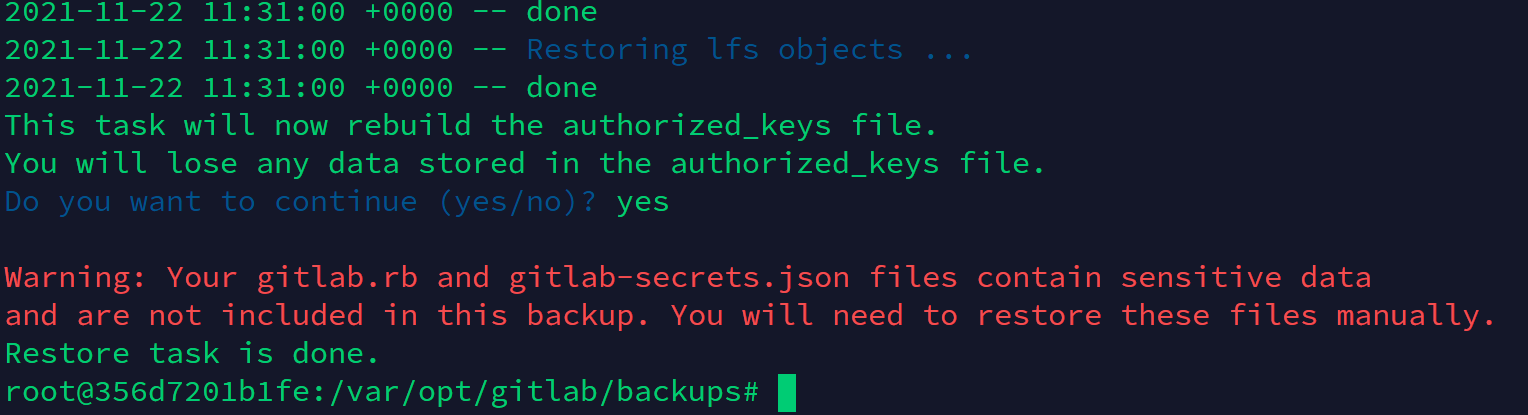 2021-11-22 11:31:00 +0000 -- done
2021-11-22 11:31:00 +0000 -- Restoring lfs objects ...
2021-11-22 11:31:00 +0000 -- done
This task will now rebuild the authorized_keys file.
You will lose any data stored in the authorized_keys file.
Do you want to continue (yes/no)? yes
Warning: Your gitlab.rb and gitlab-secrets.json files contain sensitive data
and are not included in this backup. You will need to restore these files manually.
Restore task is done.
root@356d7201b1fe:/var/opt/gitlab/backups#